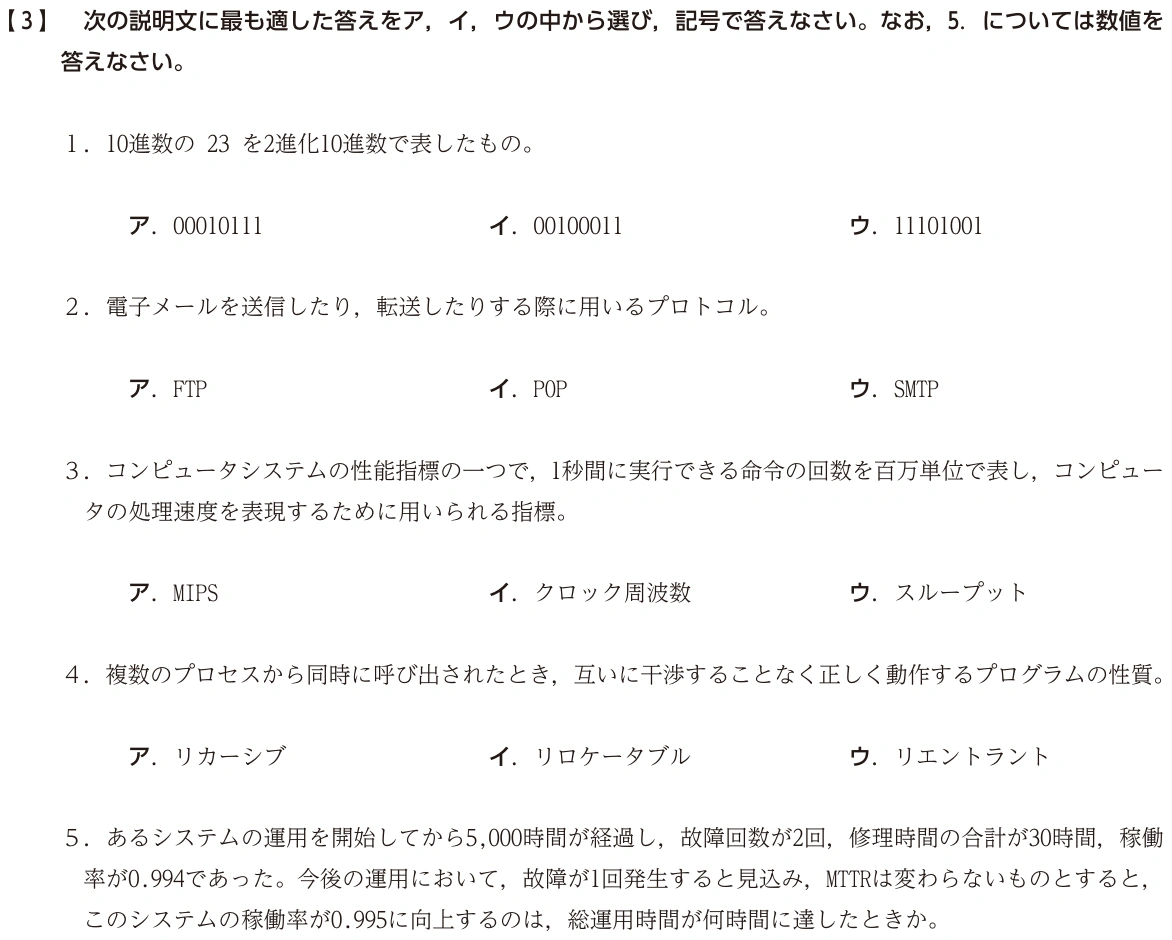 【3】 次の説明文に最も適した答えをア，イ，ウの中から選び，記号で答えなさい。なお，5．については数値を
答えなさい。
1．10進数の 23 を2進化10進数で表したもの。
ア．00010111 イ．00100011 ウ．11101001
2．電子メールを送信したり，転送したりする際に用いるプロトコル。
ア．FTP イ．POP ウ．SMTP
3．コンピュータシステムの性能指標の一つで，1秒間に実行できる命令の回数を百万単位で表し，コンピュー
タの処理速度を表現するために用いられる指標。
ア．MIPS イ．クロック周波数 ウ．スループット
4．複数のプロセスから同時に呼び出されたとき，互いに干渉することなく正しく動作するプログラムの性質。
ア．リカーシブ イ．リロケータブル ウ．リエントラント
5．あるシステムの運用を開始してから5,000時間が経過し，故障回数が2回，修理時間の合計が30時間，稼働
率が0.994であった。今後の運用において，故障が1回発生すると見込み，MTTRは変わらないものとすると，
このシステムの稼働率が0.995に向上するのは，総運用時間が何時間に達したときか。